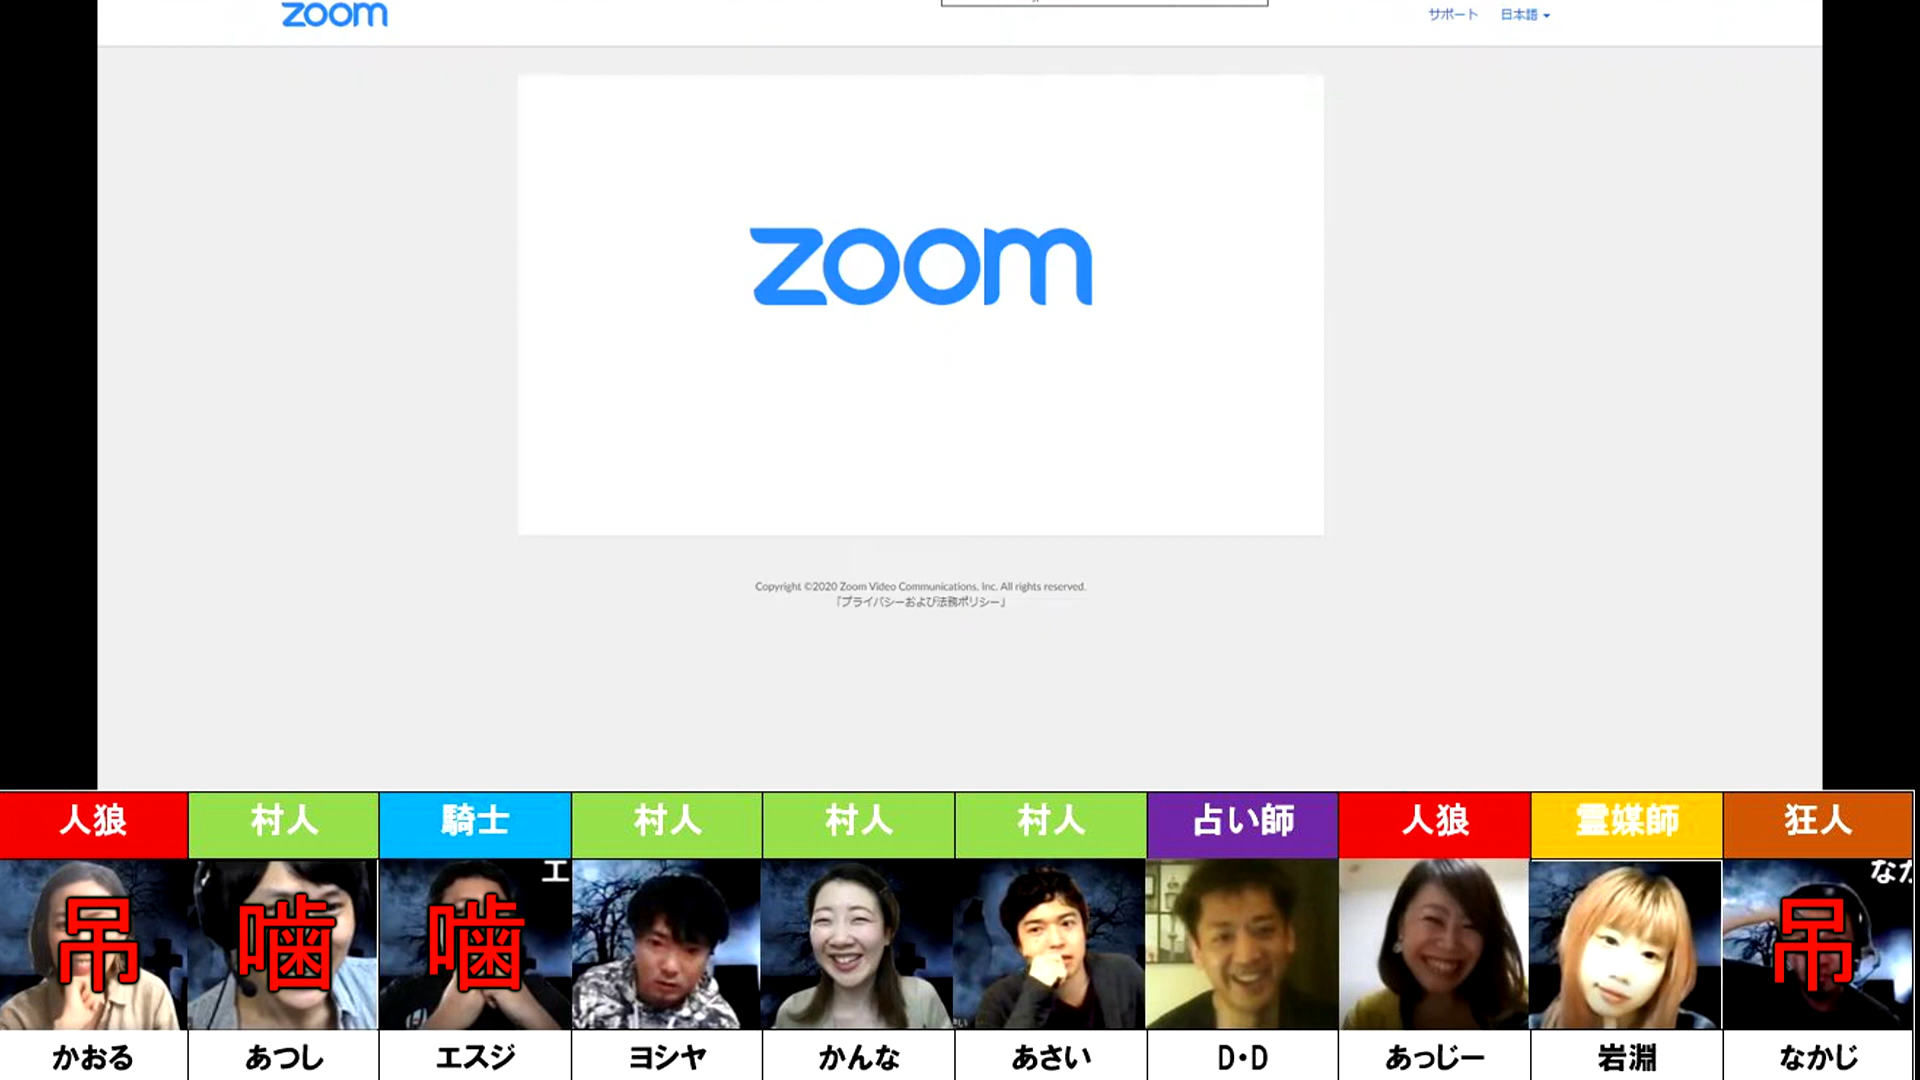 zoom
サポート 日本語
zoom
Copyright ©2020 Zoom Video Communications, Inc. All rights reserved.
「プライバシーおよび法務ポリシー」
人狼 村人 騎士 村人 村人 村人 占い師 人狼 霊媒師 狂人
エ なか
吊 噛 噛 吊
かおる あつし エスジ ヨシヤ かんな あさい D・D あっじー 岩淵 なかじ